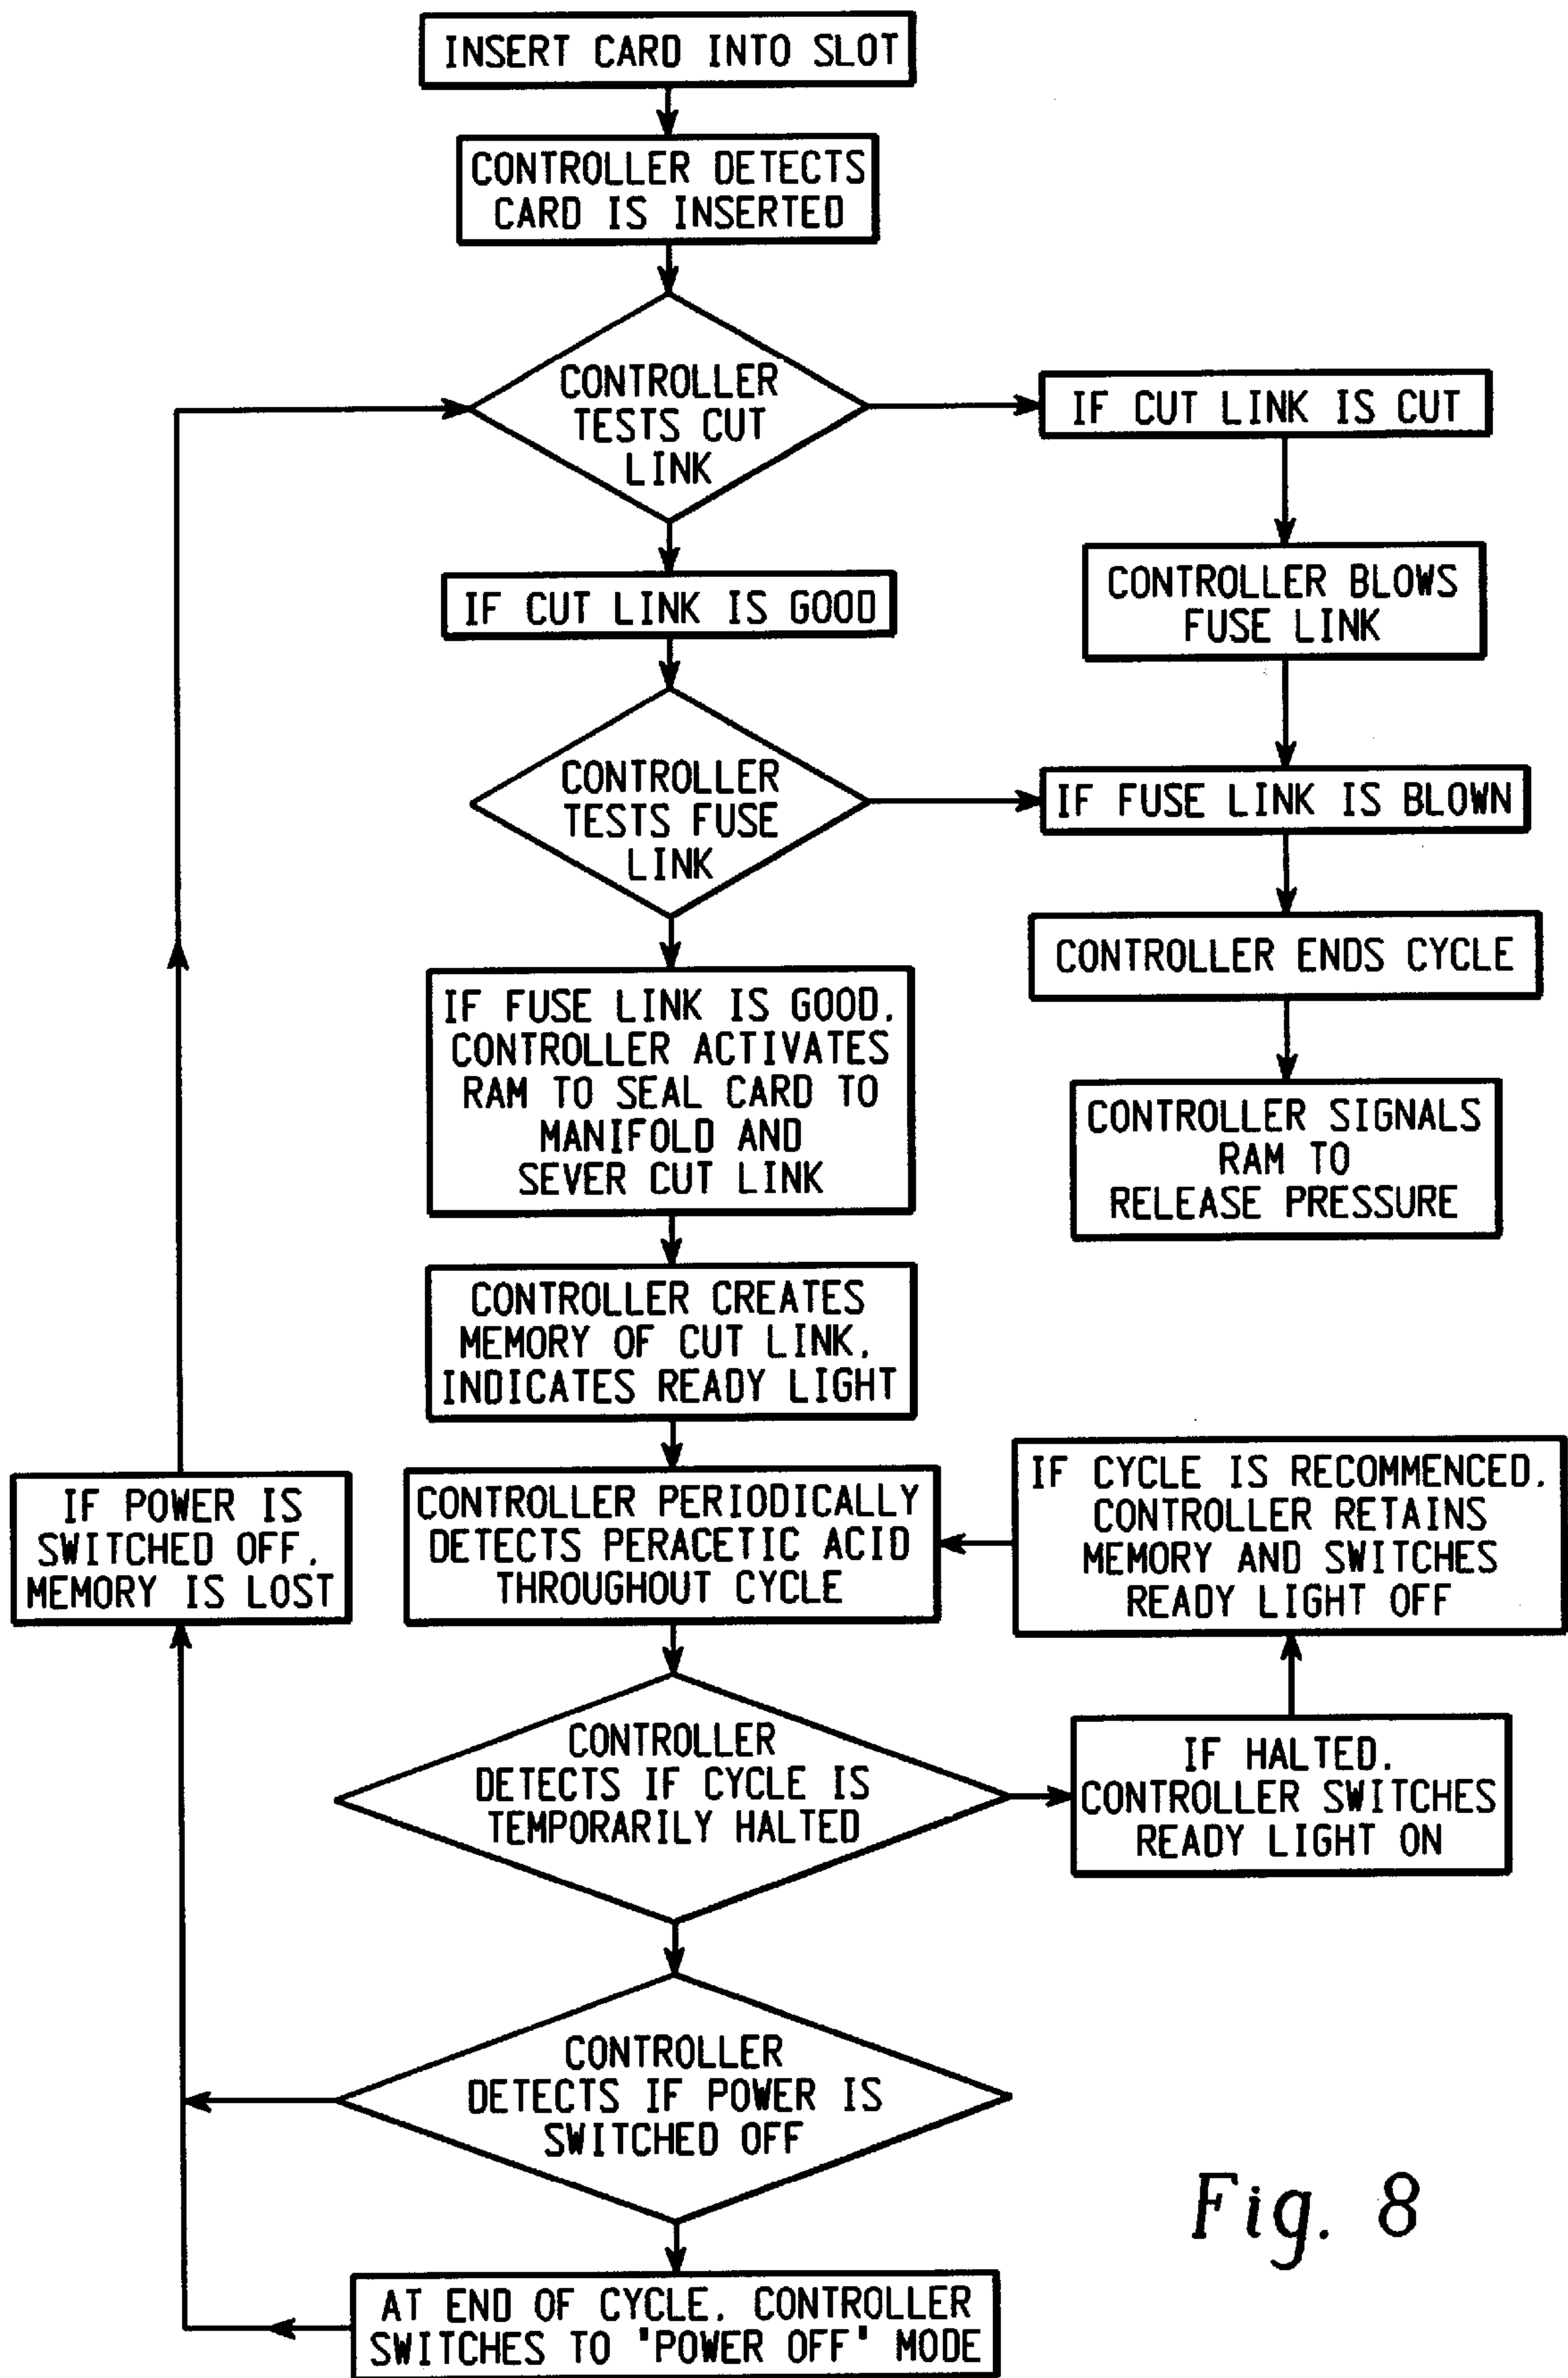 INSERT CARD INTO SLOT
CONTROLLER DETECTS
CARD IS INSERTED
CONTROLLER
TESTS CUT
LINK
IF CUT LINK IS CUT
CONTROLLER BLOWS
FUSE LINK
IF CUT LINK IS GOOD
CONTROLLER
TESTS FUSE
LINK
IF FUSE LINK IS BLOWN
CONTROLLER ENDS CYCLE
CONTROLLER SIGNALS
RAM TO
RELEASE PRESSURE
IF FUSE LINK IS GOOD,
CONTROLLER ACTIVATES
RAM TO SEAL CARD TO
MANIFOLD AND
SEVER CUT LINK
CONTROLLER CREATES
MEMORY OF CUT LINK,
INDICATES READY LIGHT
IF POWER IS
SWITCHED OFF,
MEMORY IS LOST
CONTROLLER PERIODICALLY
DETECTS PERACETIC ACID
THROUGHOUT CYCLE
IF CYCLE IS RECOMMENCED,
CONTROLLER RETAINS
MEMORY AND SWITCHES
READY LIGHT OFF
CONTROLLER
DETECTS IF CYCLE IS
TEMPORARILY HALTED
IF HALTED,
CONTROLLER SWITCHES
READY LIGHT ON
CONTROLLER
DETECTS IF POWER IS
SWITCHED OFF
AT END OF CYCLE, CONTROLLER
SWITCHES TO "POWER OFF" MODE
Fig. 8